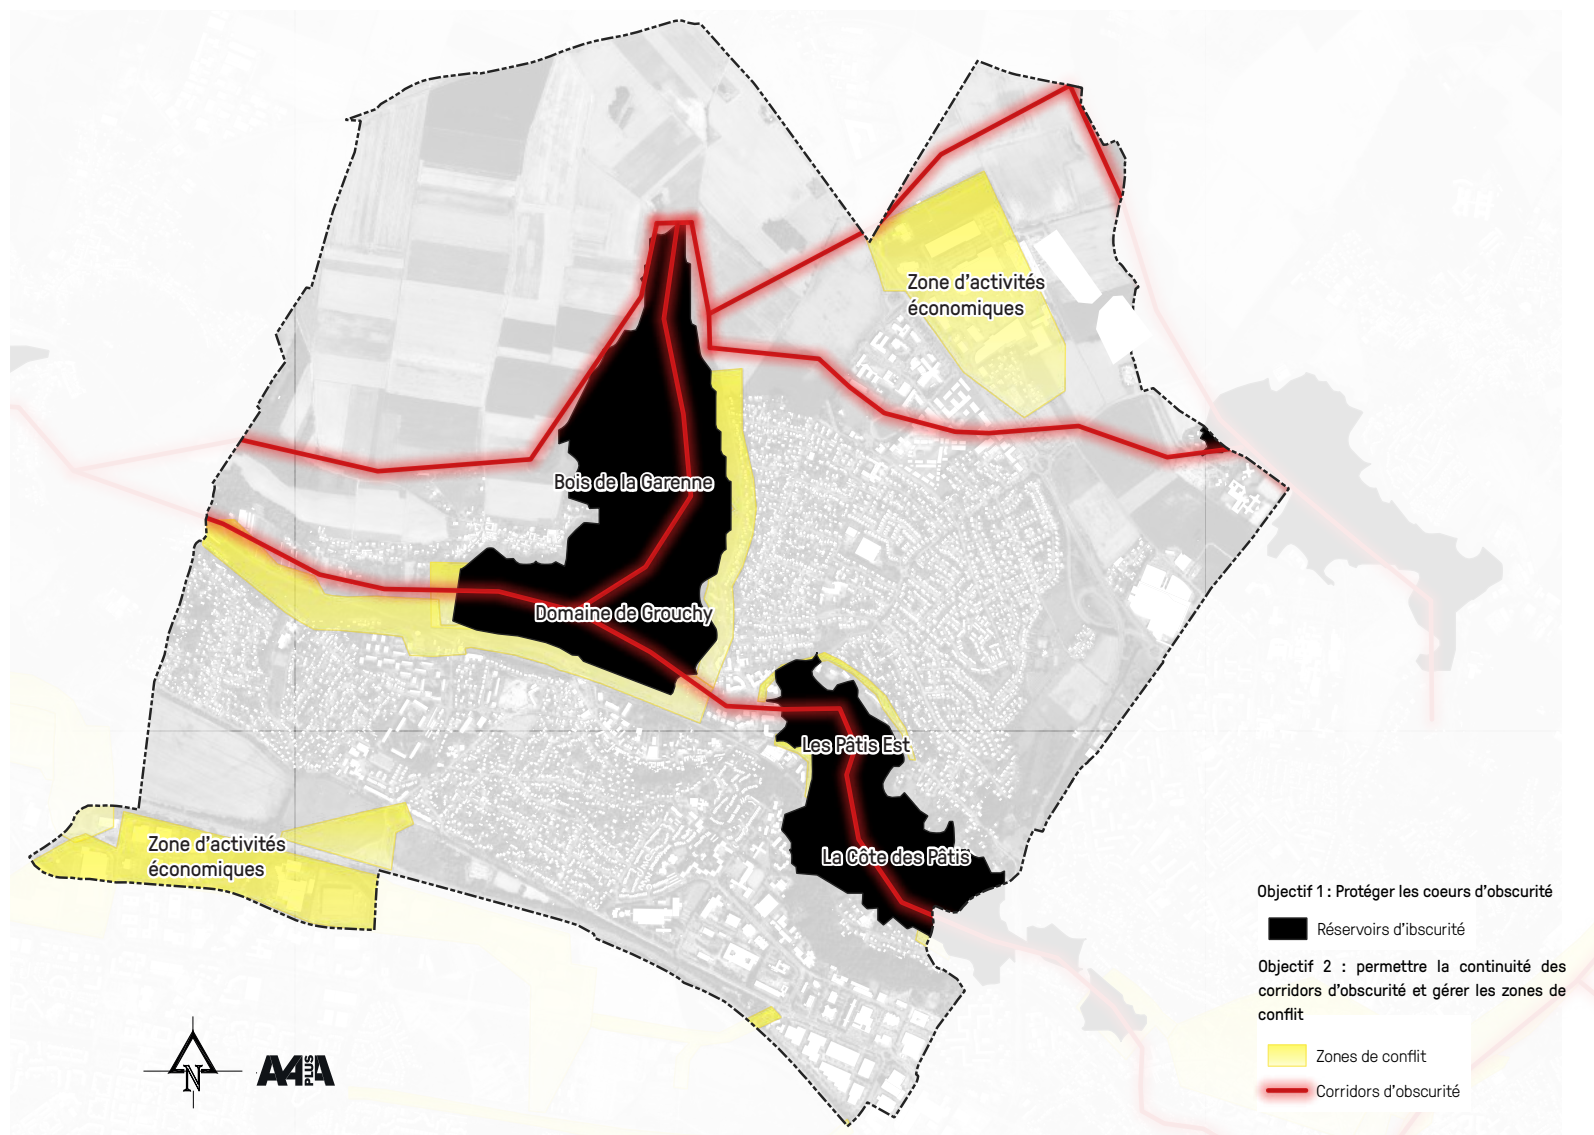 Zone d'activités
économiques
Bois de la Garenne
Domaine de Grouchy
Les Pâtis Est
La Côte des Pâtis
Zone d'activités
économiques
Objectif 1 : Protéger les coeurs d'obscurité
Réservoirs d'ibscurité
Objectif 2 : permettre la continuité des
corridors d'obscurité et gérer les zones de
conflit
Zones de conflit
Corridors d'obscurité
N
A4A
PLUS